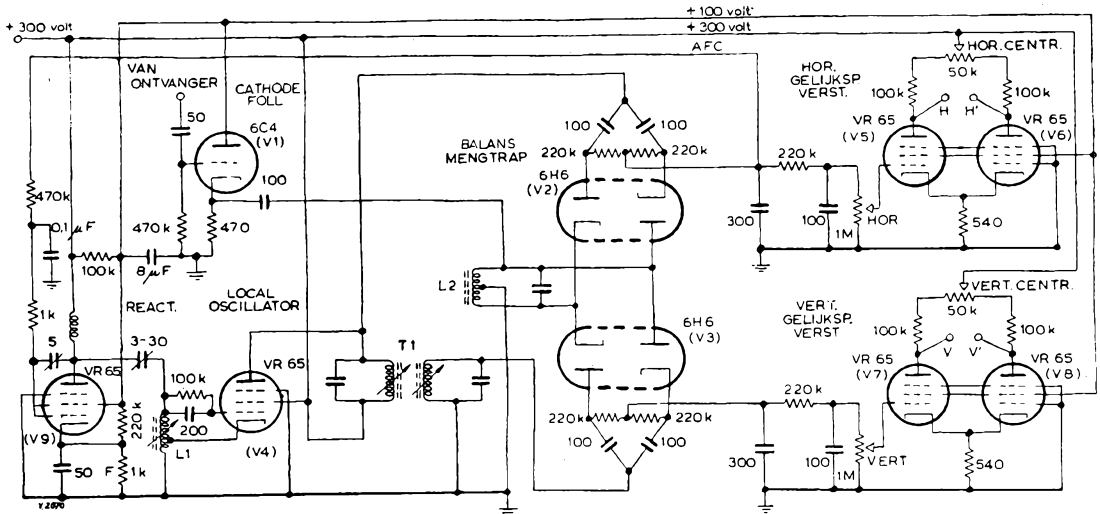 + 100 volt
+ 300 volt
+ 300 volt
AFC
HOR. CENTR.
50k
VAN
ONTVANGER
CATHODE
FOLL
50
6C4
(V1)
100
470k
470
470k
0,1 µF
100k
8 µF
HOR.
GELIJKSP.
VERST.
100k
100k
H
H'
VR 65
(V5)
VR 65
(V6)
540
BALANS
MENGTRAP
100
100
220k
220k
6H6
(V2)
220k
300
100
1M
HOR
L2
6H6
(V3)
220k
220k
100
100
REACT.
LOCAL
OSCILLATOR
1k
5
3-30
VR 65
(V9)
220k
50
F
1k
100k
200
L1
VR 65
(V4)
T1
VERT. CENTR.
50k
VERT.
GELIJKSP.
VERST
100k
100k
V
V'
VR 65
(V7)
VR 65
(V8)
540
220k
300
100
1M
VERT